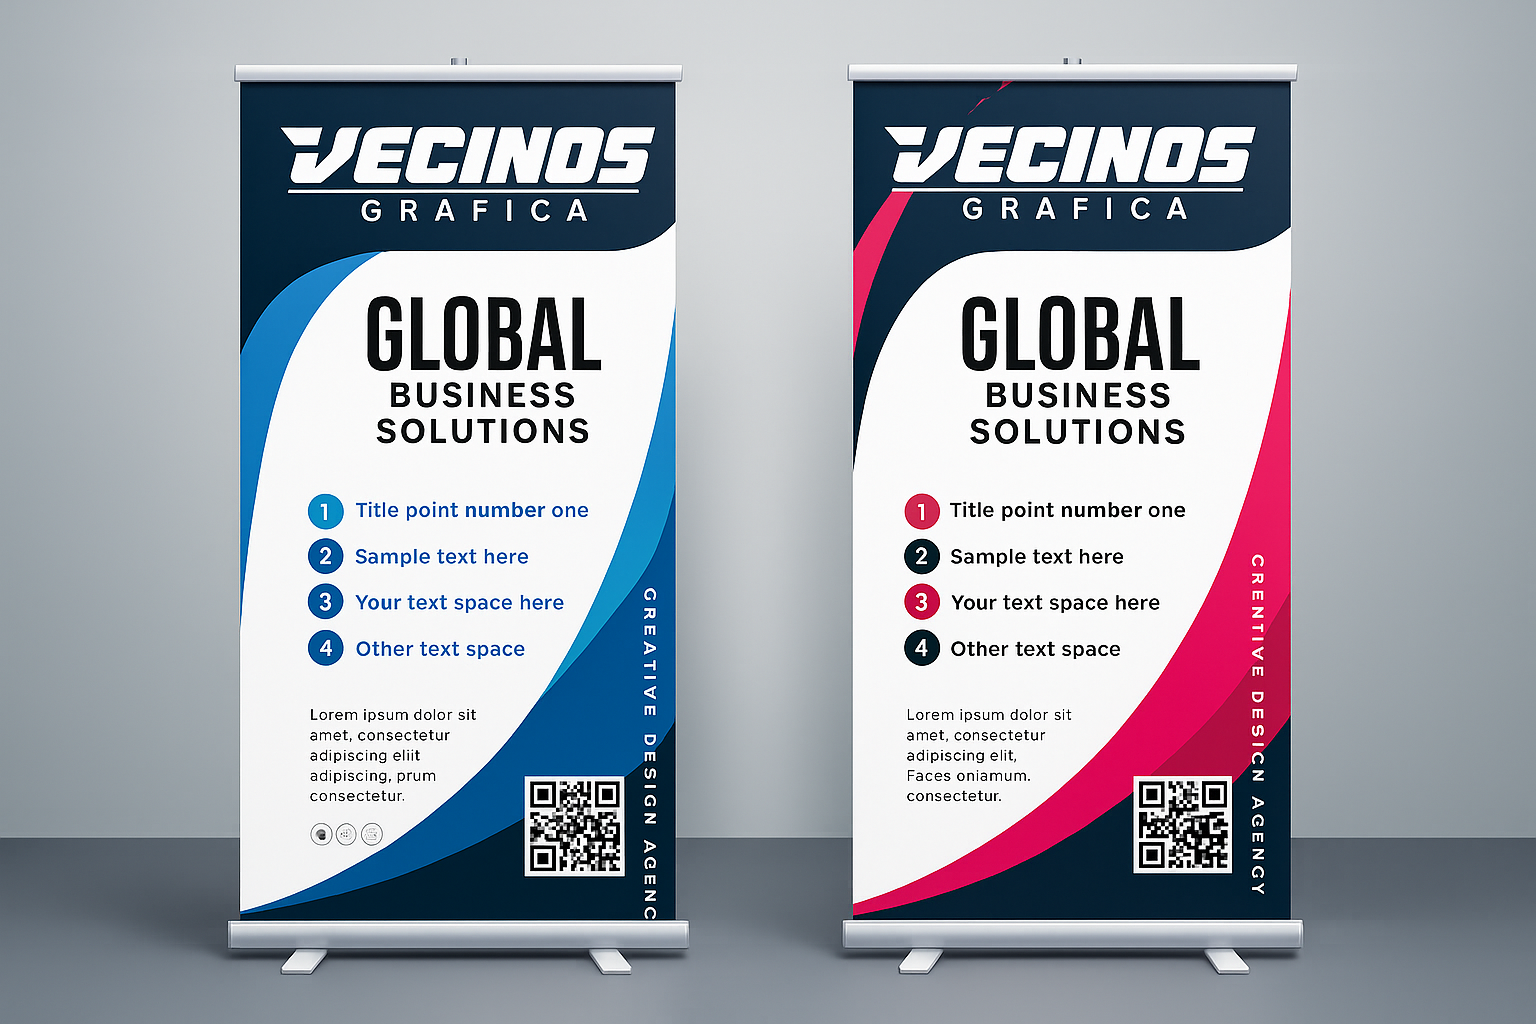 VECINOS
GRAFICA
GLOBAL
BUSINESS
SOLUTIONS
1 Title point number one
2 Sample text here
3 Your text space here
4 Other text space
Lorem ipsum dolor sit
amet, consectetur
adipiscing eliit
adipiscing, prum
consectetur.
GREATIVE DESIGN AGENC
VECINOS
GRAFICA
GLOBAL
BUSINESS
SOLUTIONS
1 Title point number one
2 Sample text here
3 Your text space here
4 Other text space
Lorem ipsum dolor sit
amet, consectetur
adipiscing elit,
Faces oniamum.
consectetur.
CRENTIVE DESIGN AGENGY